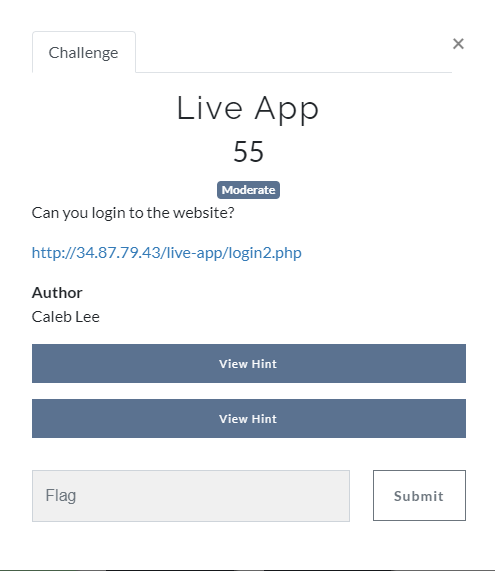 Challenge
×
Live App
55
Moderate
Can you login to the website?
http://34.87.79.43/live-app/login2.php
Author
Caleb Lee
View Hint
View Hint
Flag
Submit